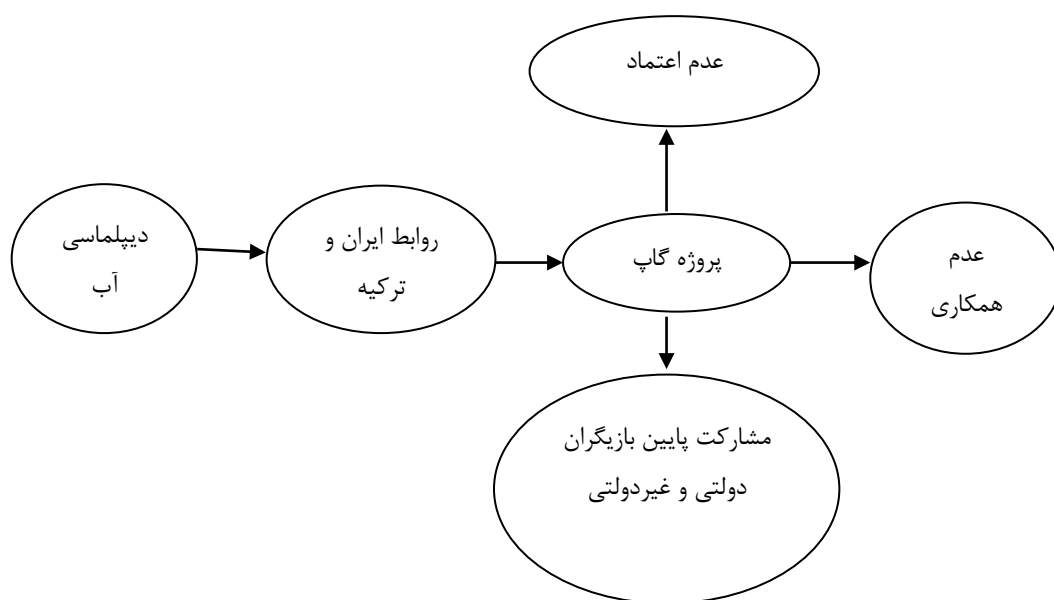 عدم اعتماد
دیپلماسی
آب
روابط ایران و
ترکیه
پروژه گاپ
عدم
همکاری
مشارکت پایین بازیگران
دولتی و غیردولتی